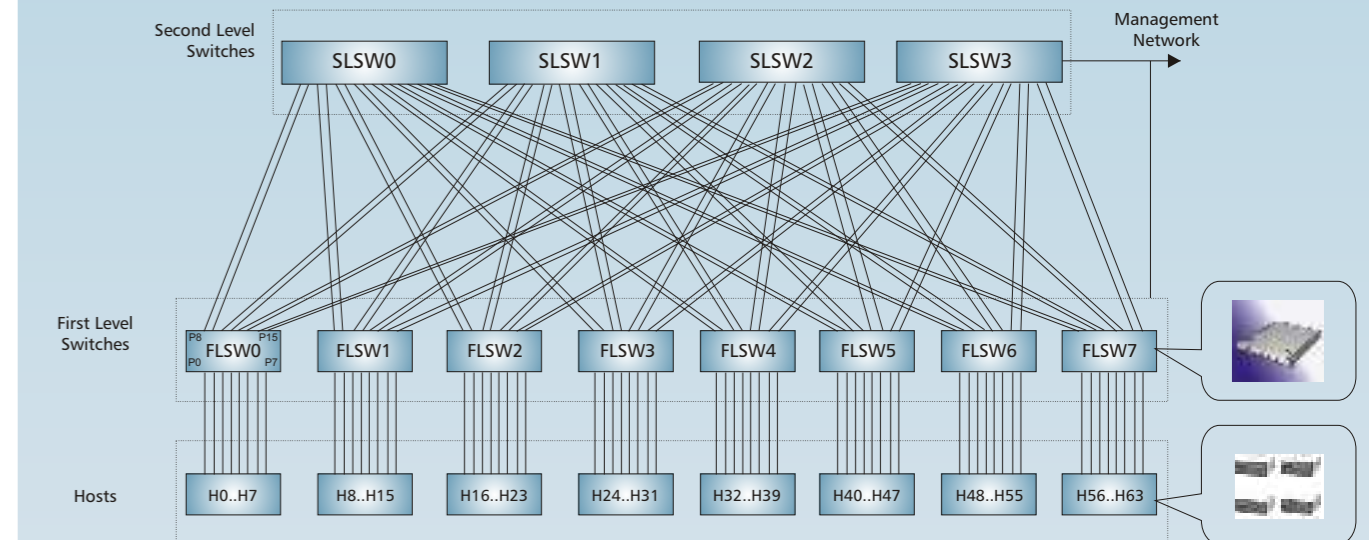 Second Level
Switches
SLSW0
SLSW1
SLSW2
SLSW3
Management
Network
First Level
Switches
P8
P15
FLSW0
P0
P7
FLSW1
FLSW2
FLSW3
FLSW4
FLSW5
FLSW6
FLSW7
Hosts
H0..H7
H8..H15
H16..H23
H24..H31
H32..H39
H40..H47
H48..H55
H56..H63